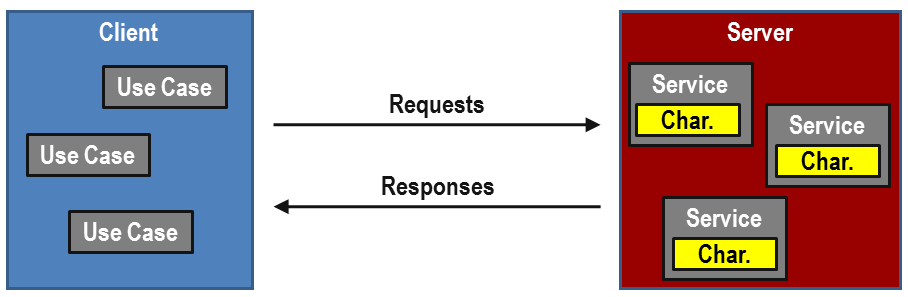 Client
Use Case
Use Case
Use Case
Requests
Responses
Server
Service
Char.
Service
Char.
Service
Char.